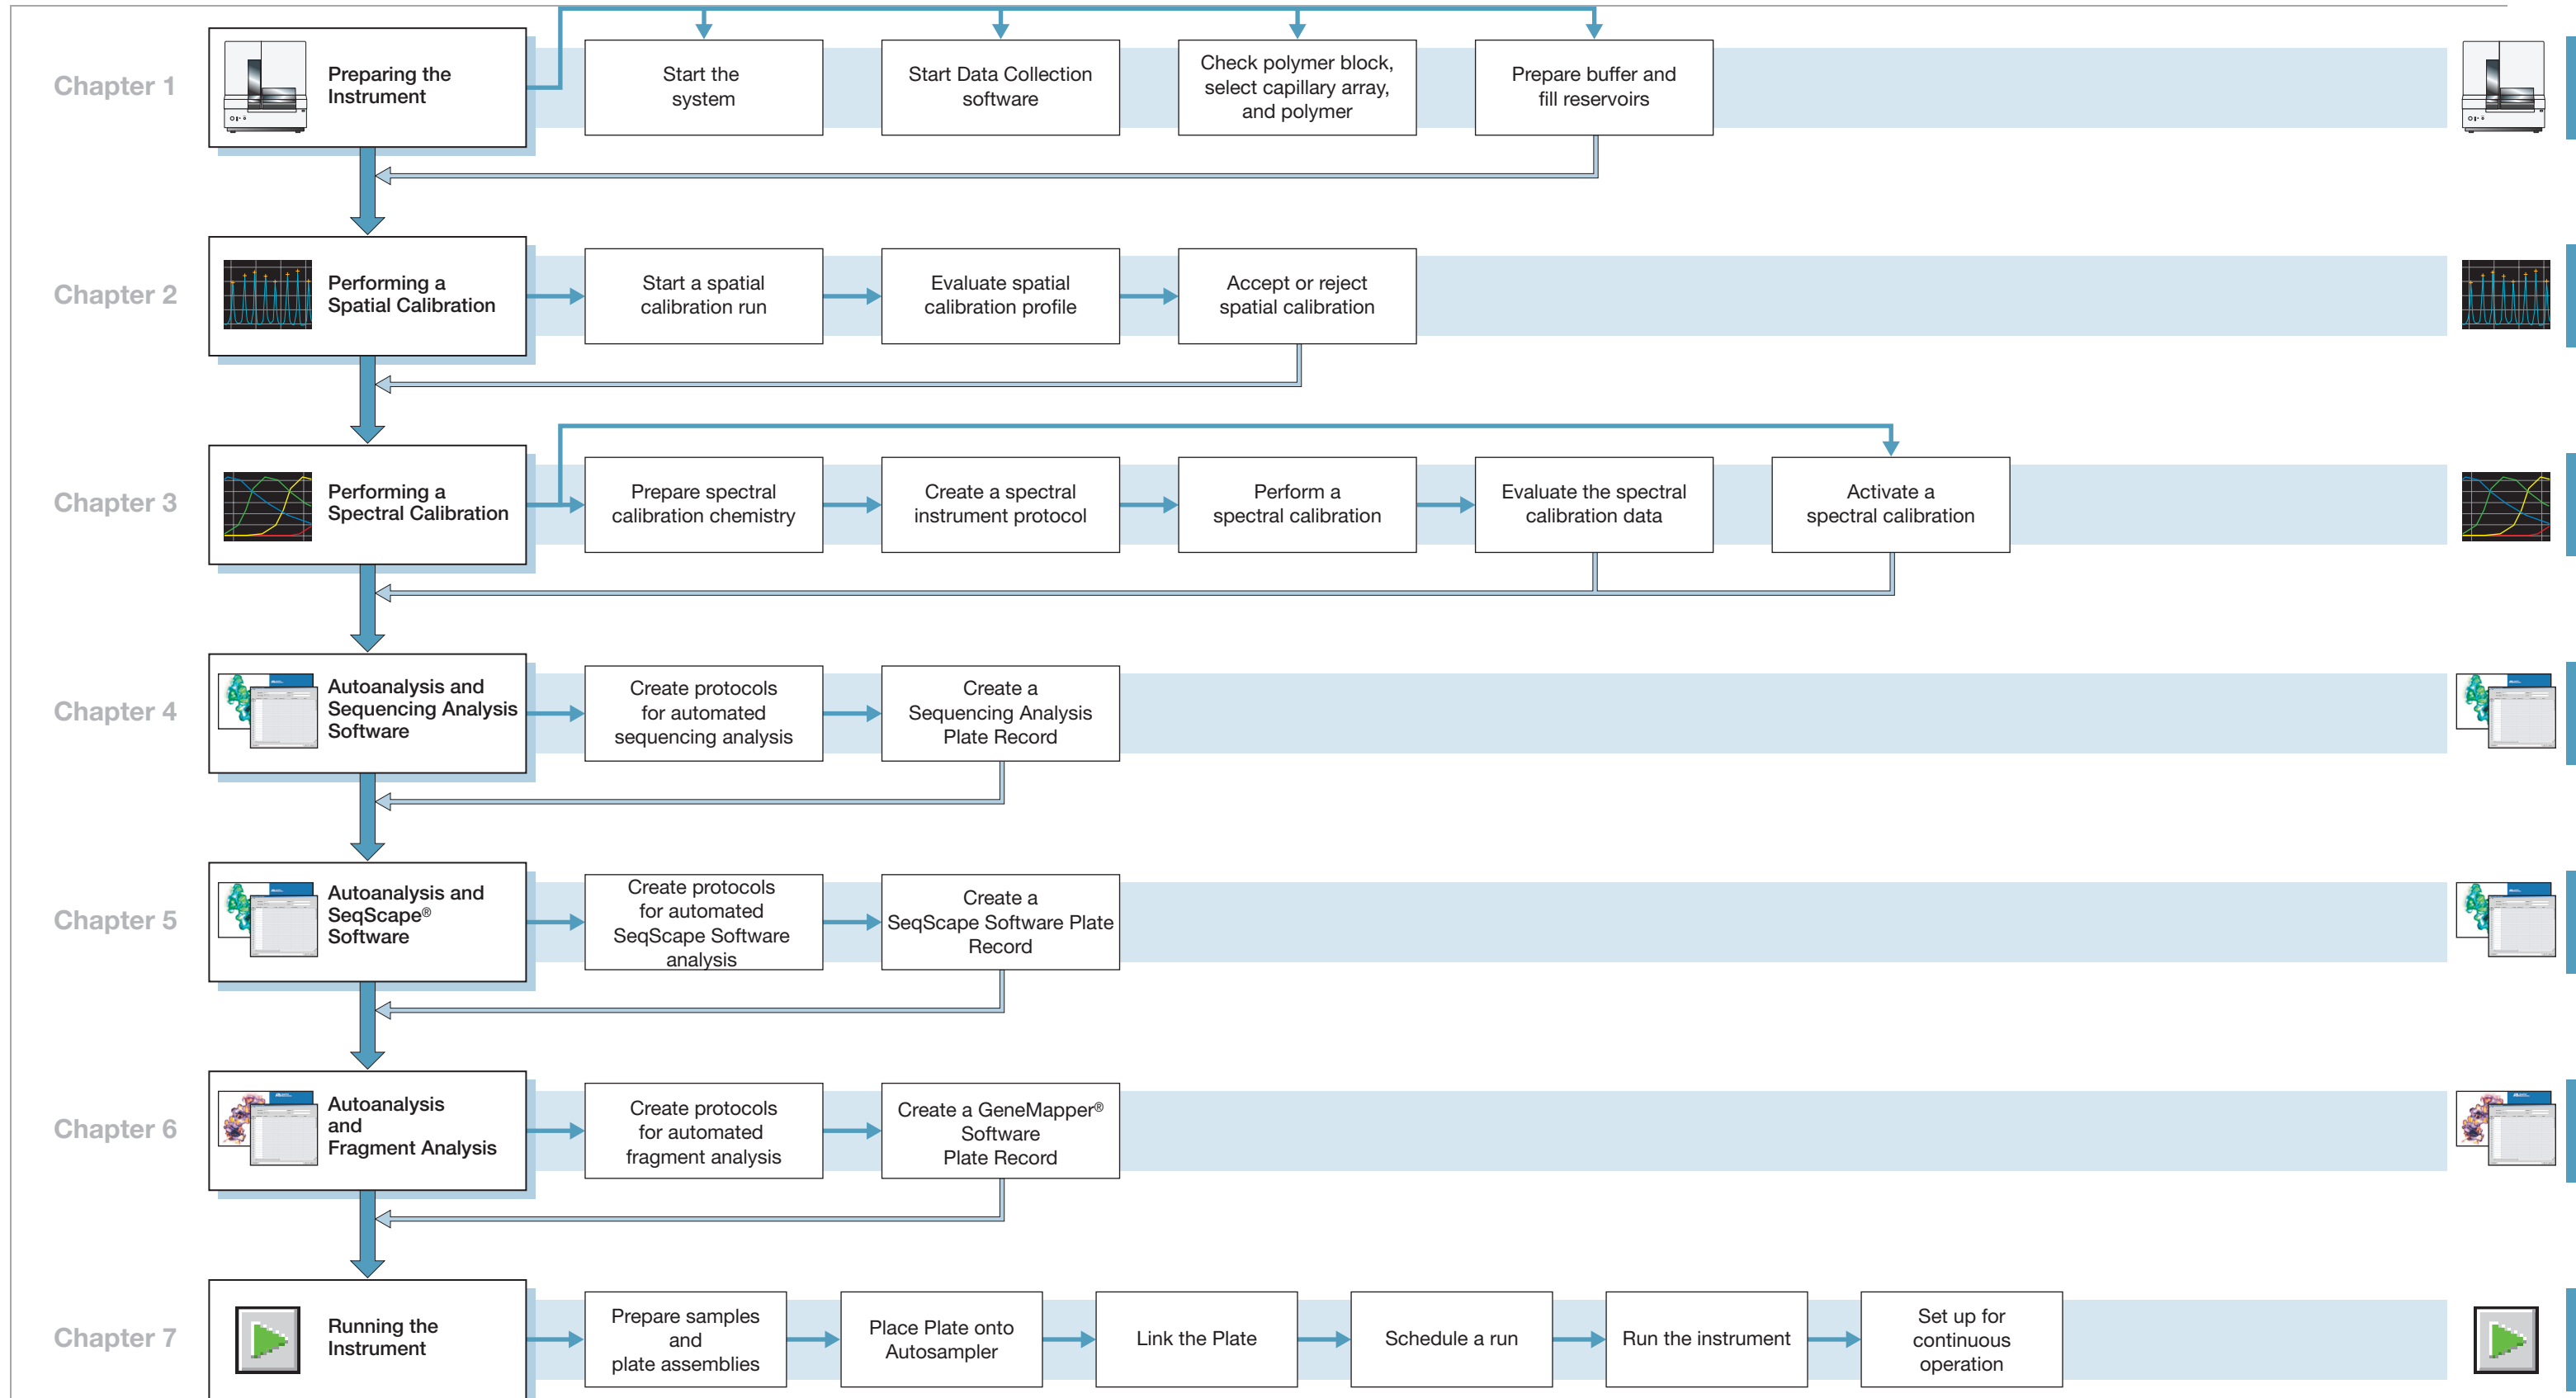 Chapter 1
Preparing the
Instrument
Start the
system
Start Data Collection
software
Check polymer block,
select capillary array,
and polymer
Prepare buffer and
fill reservoirs
Chapter 2
Performing a
Spatial Calibration
Start a spatial
calibration run
Evaluate spatial
calibration profile
Accept or reject
spatial calibration
Chapter 3
Performing a
Spectral Calibration
Prepare spectral
calibration chemistry
Create a spectral
instrument protocol
Perform a
spectral calibration
Evaluate the spectral
calibration data
Activate a
spectral calibration
Chapter 4
Autoanalysis and
Sequencing Analysis
Software
Create protocols
for automated
sequencing analysis
Create a
Sequencing Analysis
Plate Record
Chapter 5
Autoanalysis and
SeqScape®
Software
Create protocols
for automated
SeqScape Software
analysis
Create a
SeqScape Software Plate
Record
Chapter 6
Autoanalysis
and
Fragment Analysis
Create protocols
for automated
fragment analysis
Create a GeneMapper®
Software
Plate Record
Chapter 7
Running the
Instrument
Prepare samples
and
plate assemblies
Place Plate onto
Autosampler
Link the Plate
Schedule a run
Run the instrument
Set up for
continuous
operation